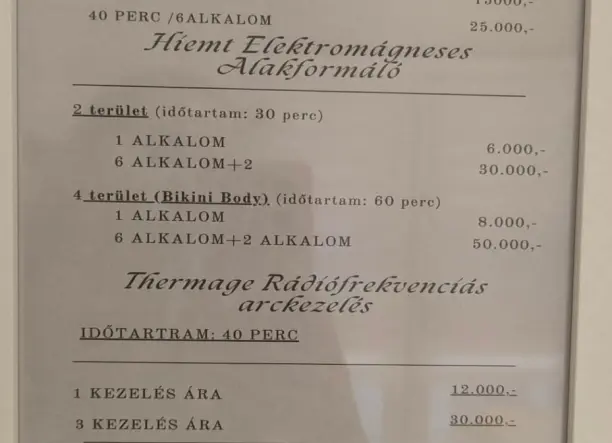 40 PERC /6ALKALOM 25.000,-
Hiemt Elektromágneses
Alakformáló
2 terület (időtartam: 30 perc)
1 ALKALOM 6.000,-
6 ALKALOM+2 30.000,-
4 terület (Bikini Body) (időtartam: 60 perc)
1 ALKALOM 8.000,-
6 ALKALOM+2 ALKALOM 50.000,-
Thermage Rádiófrekvenciás
arckezelés
IDŐTARTRAM: 40 PERC
1 KEZELÉS ÁRA 12.000,-
3 KEZELÉS ÁRA 30.000,-